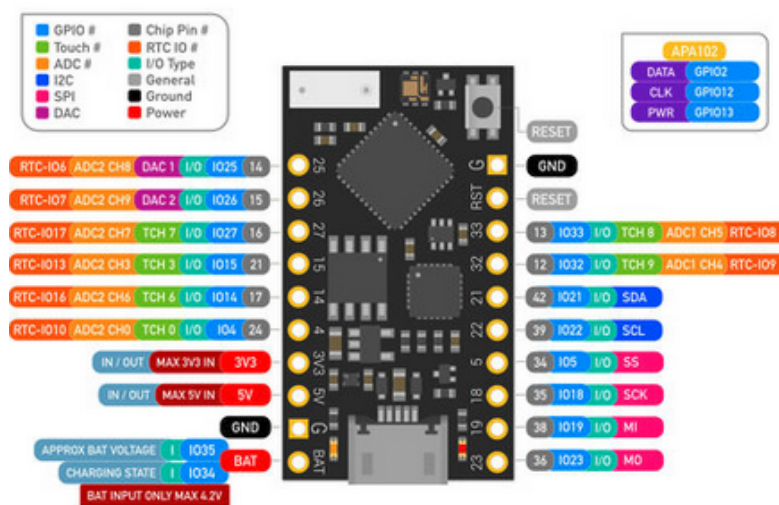 GPIO # Chip Pin #
Touch # RTC IO #
ADC # I/O Type
I2C General
SPI Ground
DAC Power
APA102
DATA GPIO2
CLK GPIO12
PWR GPIO13
RESET
RTC-IO6 ADC2 CH8 DAC 1 I/O IO25 14 25 G GND
RTC-IO7 ADC2 CH9 DAC 2 I/O IO26 15 26 RST RESET
RTC-IO17 ADC2 CH7 TCH 7 I/O IO27 16 27 33 13 IO33 I/O TCH 8 ADC1 CH5 RTC-IO8
RTC-IO13 ADC2 CH3 TCH 3 I/O IO15 21 15 32 12 IO32 I/O TCH 9 ADC1 CH4 RTC-IO9
RTC-IO16 ADC2 CH6 TCH 6 I/O IO14 17 14 21 42 IO21 I/O SDA
RTC-IO10 ADC2 CH0 TCH 0 I/O IO4 24 4 22 39 IO22 I/O SCL
IN / OUT MAX 3V3 IN 3V3 3V3 5 34 IO5 I/O SS
IN / OUT MAX 5V IN 5V 5V 18 35 IO18 I/O SCK
GND G 19 38 IO19 I/O MI
APPROX BAT VOLTAGE I IO35
BAT BAT 23 36 IO23 I/O MO
CHARGING STATE I IO34
BAT INPUT ONLY MAX 4.2V